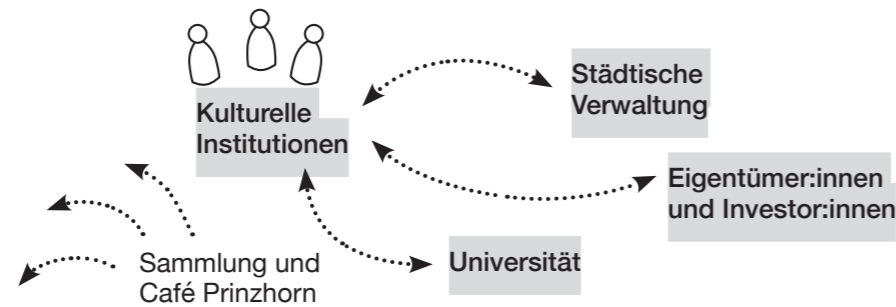 Kulturelle
Institutionen
Städtische
Verwaltung
Eigentümer:innen
und Investor:innen
Universität
Sammlung und
Café Prinzhorn